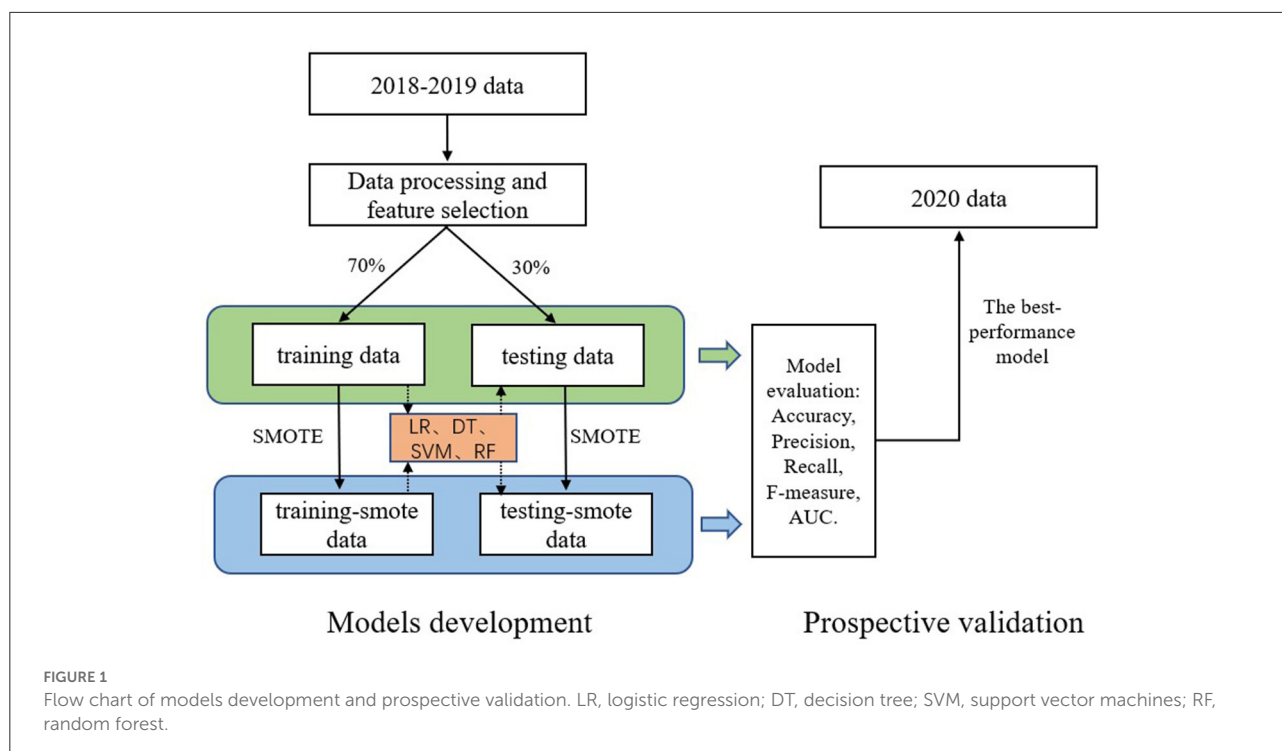 2018-2019 data
Data processing and
feature selection
70%
30%
training data
testing data
SMOTE
LR、DT、
SVM、RF
SMOTE
training-smote
data
testing-smote
data
Models development
2020 data
The best-
performance
model
Model
evaluation:
Accuracy,
Precision,
Recall,
F-measure,
AUC.
Prospective validation
FIGURE 1
Flow chart of models development and prospective validation. LR, logistic regression; DT, decision tree; SVM, support vector machines; RF,
random forest.